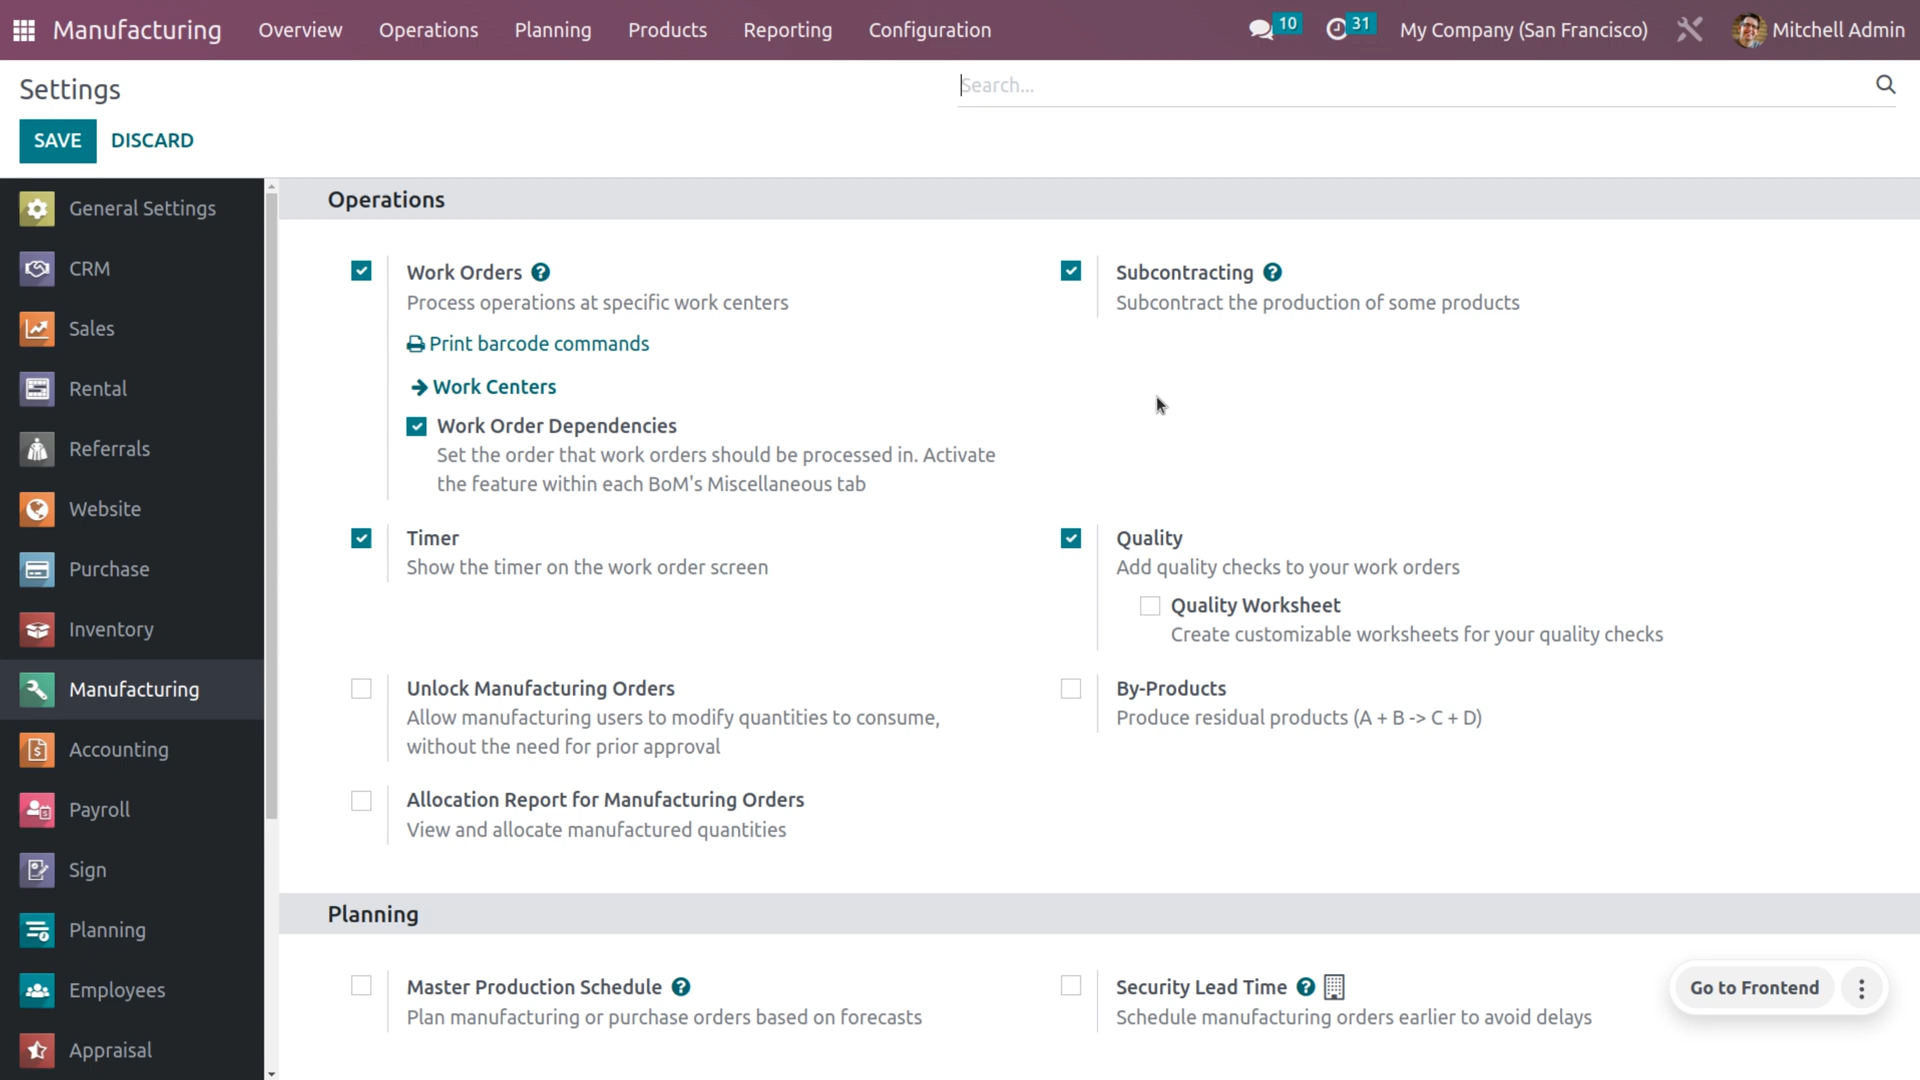 Manufacturing Overview Operations Planning Products Reporting Configuration 10 31 My Company (San Francisco) Mitchell Admin
Settings
Search...
SAVE DISCARD
General Settings
CRM
Sales
Rental
Referrals
Website
Purchase
Inventory
Manufacturing
Accounting
Payroll
Sign
Planning
Employees
Appraisal
Operations
Work Orders ?
Process operations at specific work centers
Print barcode commands
Work Centers
Work Order Dependencies
Set the order that work orders should be processed in. Activate
the feature within each BoM's Miscellaneous tab
Subcontracting ?
Subcontract the production of some products
Timer
Show the timer on the work order screen
Quality
Add quality checks to your work orders
Quality Worksheet
Create customizable worksheets for your quality checks
Unlock Manufacturing Orders
Allow manufacturing users to modify quantities to consume,
without the need for prior approval
By-Products
Produce residual products (A + B -> C + D)
Allocation Report for Manufacturing Orders
View and allocate manufactured quantities
Planning
Master Production Schedule ?
Plan manufacturing or purchase orders based on forecasts
Security Lead Time ?
Schedule manufacturing orders earlier to avoid delays
Go to Frontend